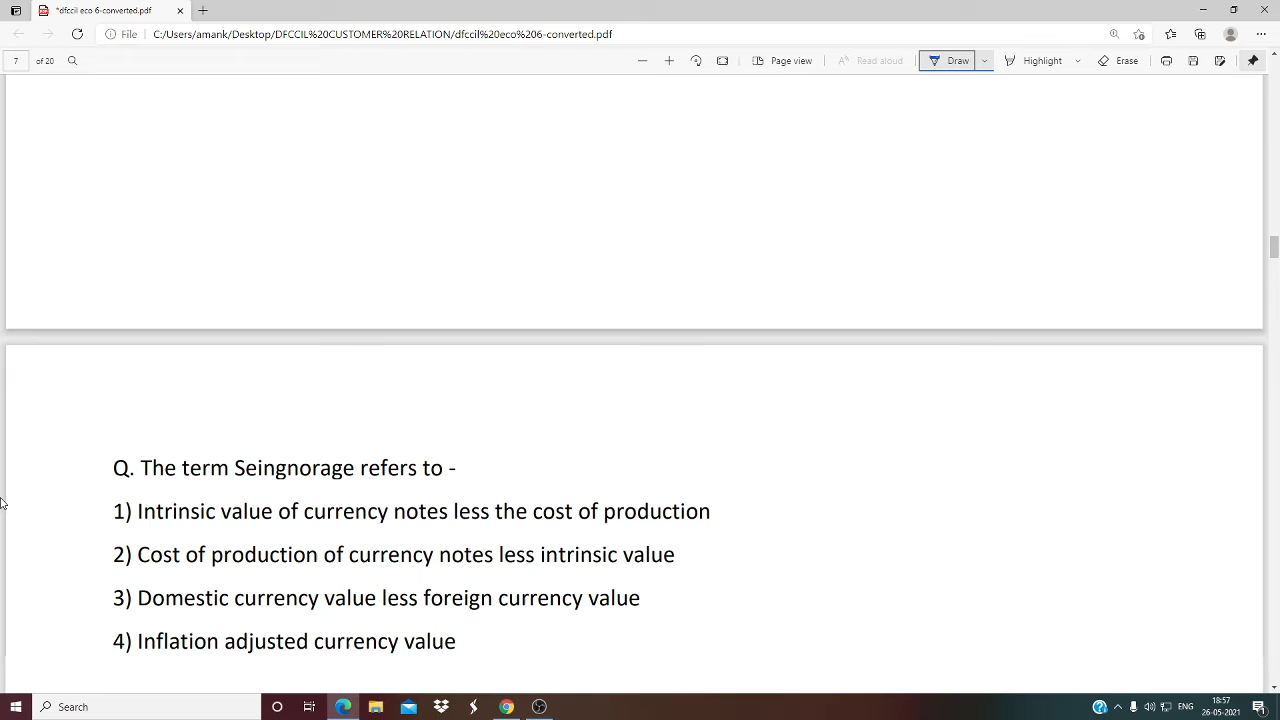 *dfccil eco 6-converted.pdf
File C:/Users/amank/Desktop/DFCCIL%20CUSTOMER%20RELATION/dfccil%20eco%206-converted.pdf
7 of 20 Page view Read aloud Draw Highlight Erase
Q. The term Seingnorage refers to -
1) Intrinsic value of currency notes less the cost of production
2) Cost of production of currency notes less intrinsic value
3) Domestic currency value less foreign currency value
4) Inflation adjusted currency value
Search ENG 18:57
26-05-2021